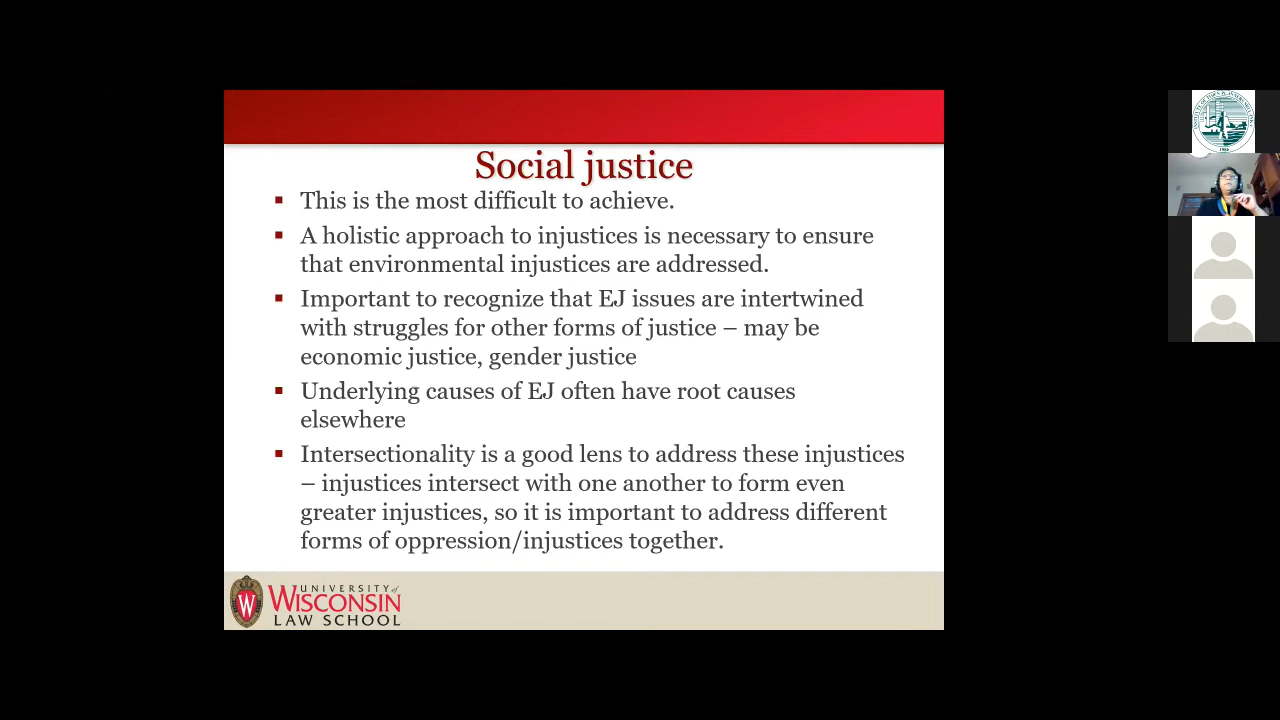 Social justice
This is the most difficult to achieve.
A holistic approach to injustices is necessary to ensure
that environmental injustices are addressed.
Important to recognize that EJ issues are intertwined
with struggles for other forms of justice – may be
economic justice, gender justice
Underlying causes of EJ often have root causes
elsewhere
Intersectionality is a good lens to address these injustices
– injustices intersect with one another to form even
greater injustices, so it is important to address different
forms of oppression/injustices together.
W
UNIVERSITY of
WISCONSIN
LAW SCHOOL
1986